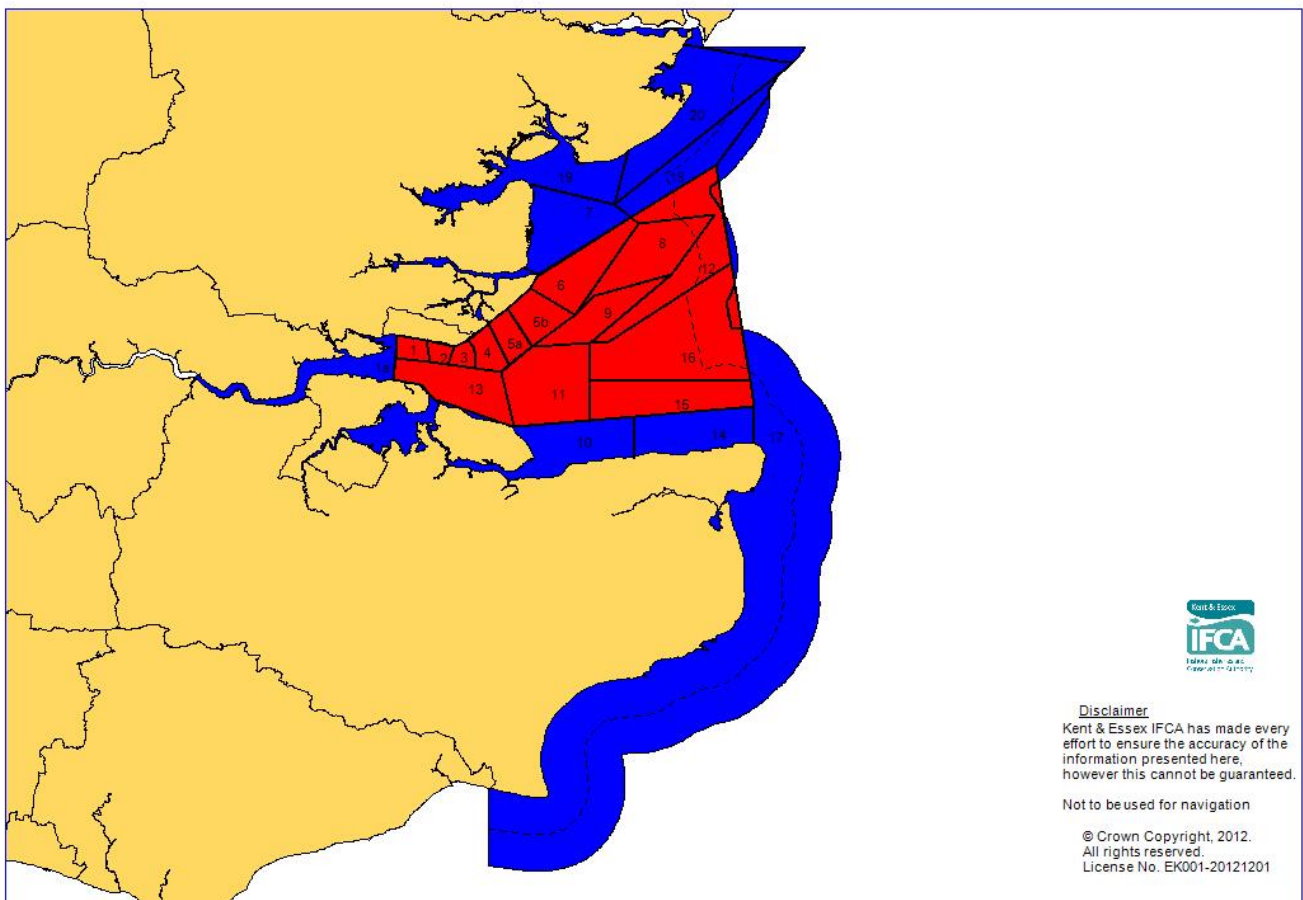 20
19
18
7
8
6
12
5b
9
5a
4
1
2
3
16
1a
13
11
15
10
14
17
Kent & Essex
IFCA
Disclaimer
Kent & Essex IFCA has made every
effort to ensure the accuracy of the
information presented here,
however this cannot be guaranteed.
Not to be used for navigation
© Crown Copyright, 2012.
All rights reserved.
License No. EK001-20121201